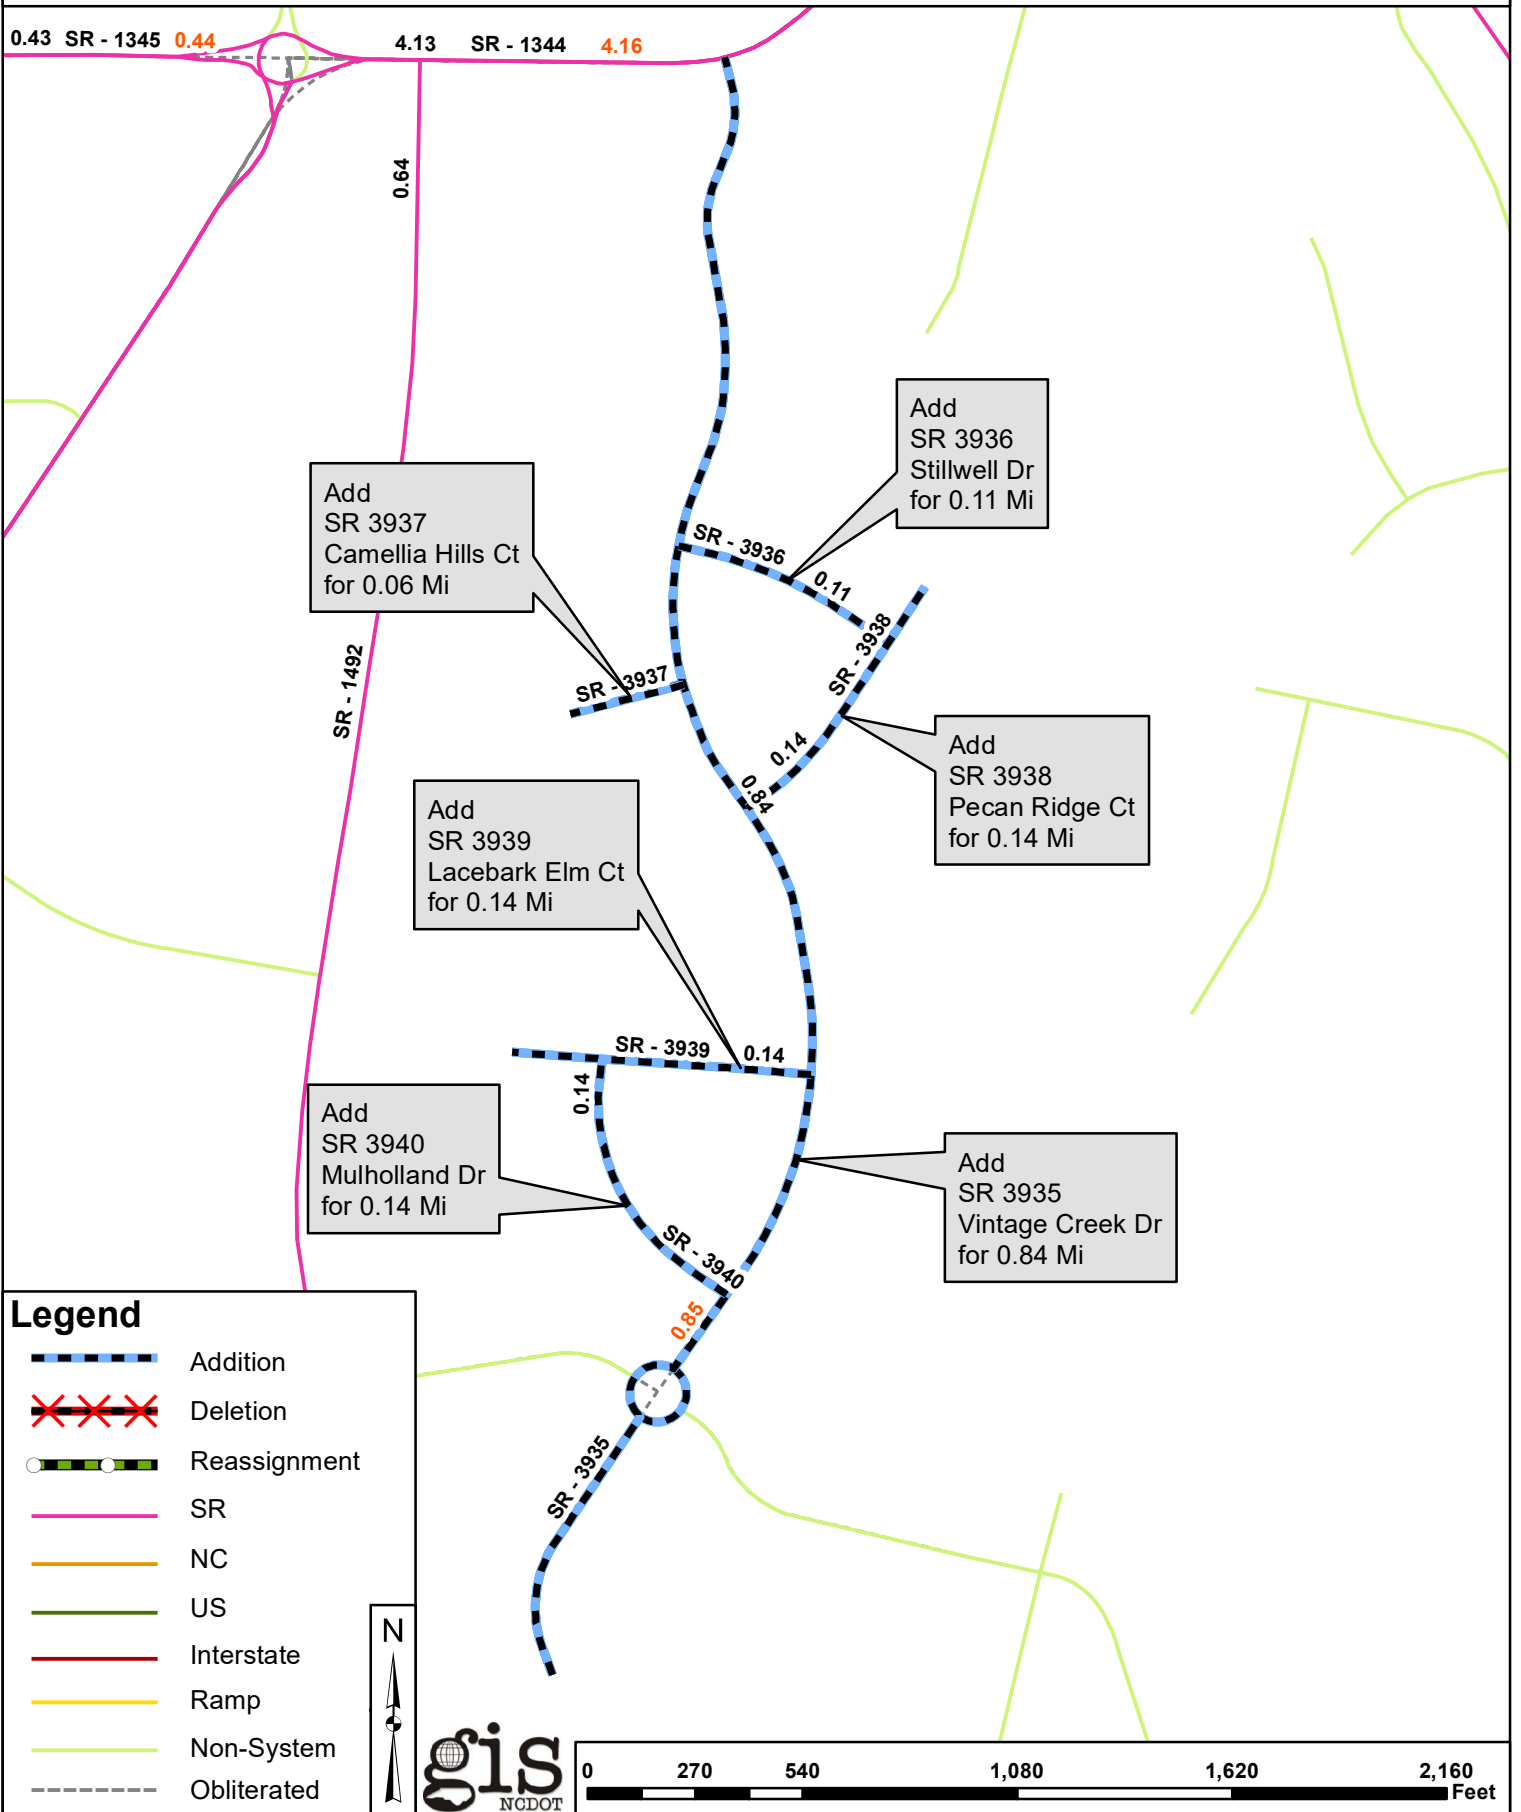 0.43 SR - 1345 0.44
4.13 SR - 1344 4.16
0.64
Add
SR 3936
Stillwell Dr
for 0.11 Mi
Add
SR 3937
Camellia Hills Ct
for 0.06 Mi
SR - 3936
0.11
SR - 3938
SR - 3937
SR - 1492
0.14
Add
SR 3938
Pecan Ridge Ct
for 0.14 Mi
0.84
Add
SR 3939
Lacebark Elm Ct
for 0.14 Mi
SR - 3939 0.14
0.14
Add
SR 3940
Mulholland Dr
for 0.14 Mi
Add
SR 3935
Vintage Creek Dr
for 0.84 Mi
SR - 3940
0.85
SR - 3935
Legend
Addition
Deletion
Reassignment
SR
NC
US
Interstate
Ramp
Non-System
Obliterated
N
gis
NCDOT
0 270 540 1,080 1,620 2,160
Feet